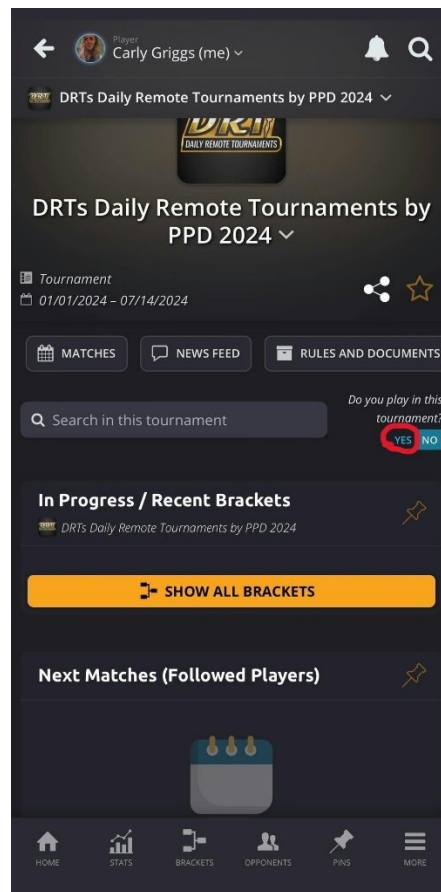 Player
Carly Griggs (me)
DRTs Daily Remote Tournaments by PPD 2024
DRT
DAILY REMOTE TOURNAMENTS
DRTs Daily Remote Tournaments by
PPD 2024
Tournament
01/01/2024 – 07/14/2024
MATCHES
NEWS FEED
RULES AND DOCUMENTS
Search in this tournament
Do you play in this
tournament?
YES NO
In Progress / Recent Brackets
DRTs Daily Remote Tournaments by PPD 2024
SHOW ALL BRACKETS
Next Matches (Followed Players)
HOME
STATS
BRACKETS
OPPONENTS
PINS
MORE